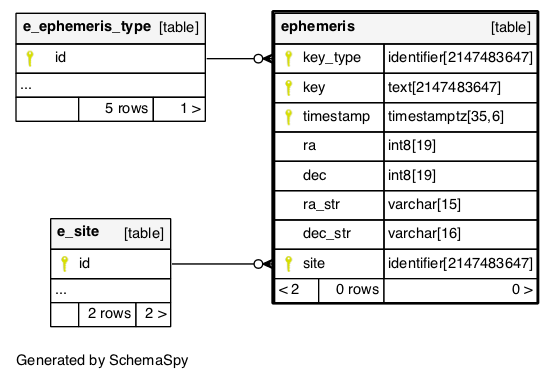 e_ephemeris_type [table]
id
...
5 rows 1 >
ephemeris [table]
key_type identifier[2147483647]
key text[2147483647]
timestamp timestamptz[35,6]
ra int8[19]
dec int8[19]
ra_str varchar[15]
dec_str varchar[16]
site identifier[2147483647]
< 2 0 rows 0 >
e_site [table]
id
...
2 rows 2 >
Generated by SchemaSpy